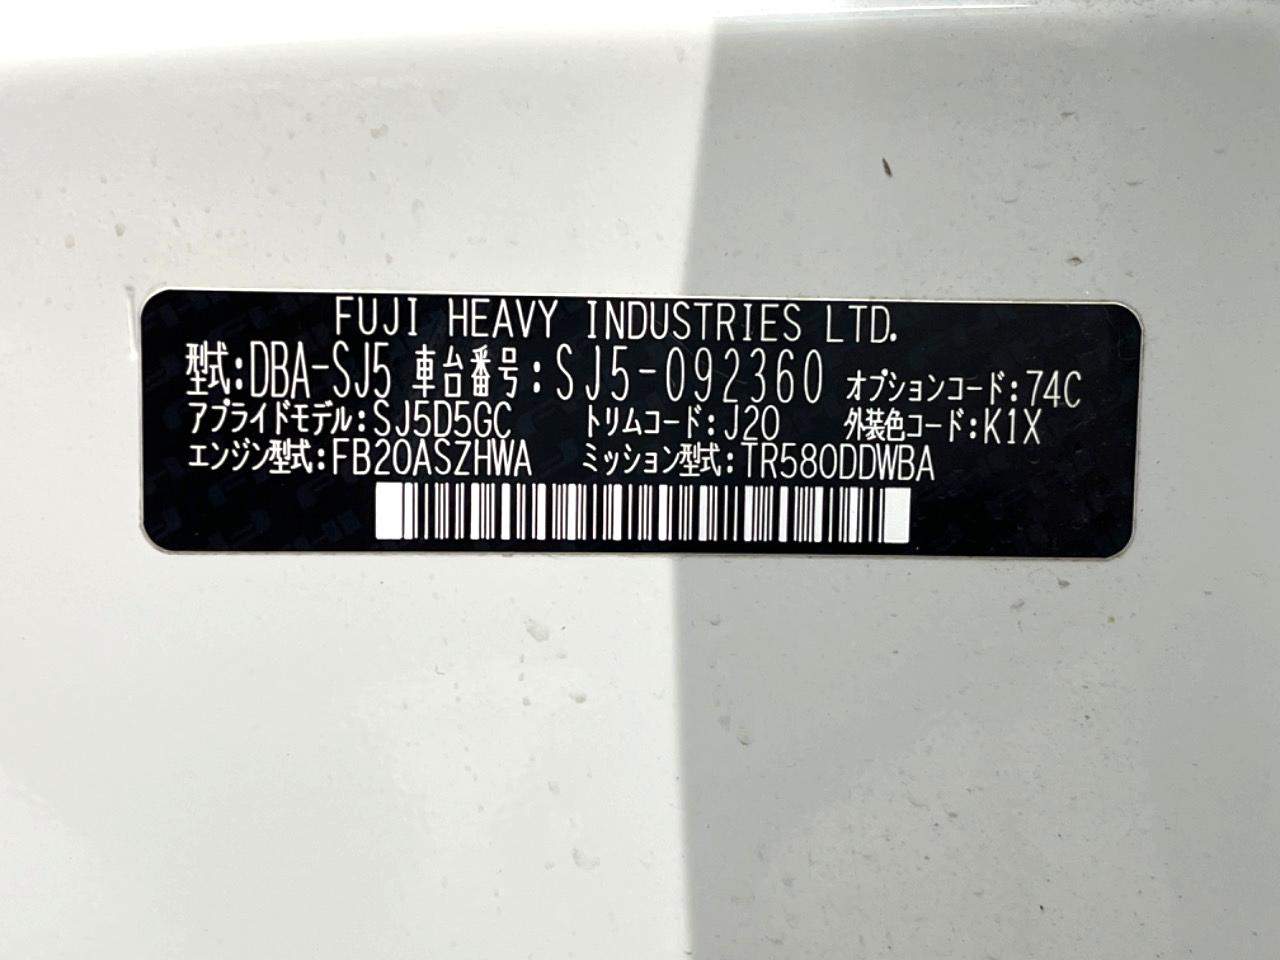 FUJI HEAVY INDUSTRIES LTD.
型式:DBA-SJ5 車台番号:SJ5-092360 オプションコード:74C
アプライドモデル:SJ5D5GC トリムコード:J20 外装色コード:K1X
エンジン型式:FB20ASZHWA ミッション型式:TR580DDWBA